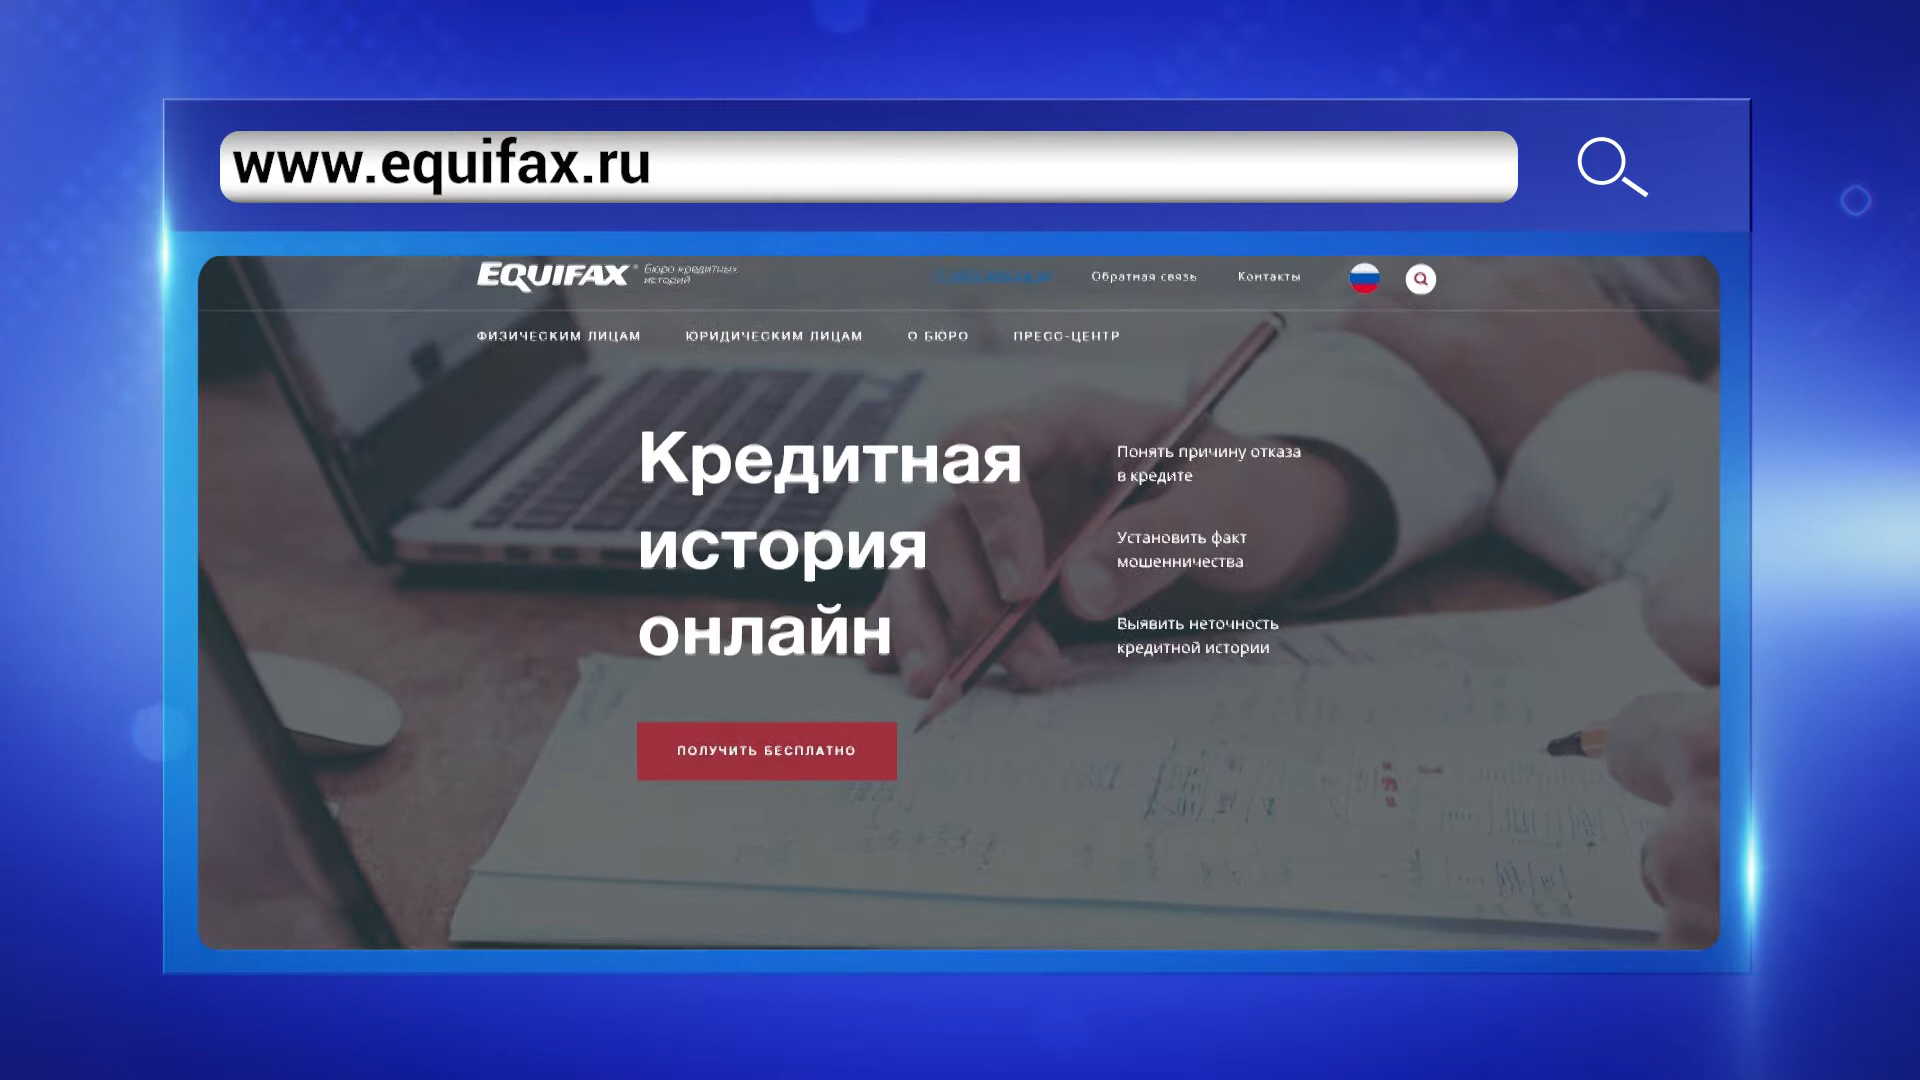 www.equifax.ru
EQUIFAX
Бюро кредитных
историй
Обратная связь
Контакты
ФИЗИЧЕСКИМ ЛИЦАМ
ЮРИДИЧЕСКИМ ЛИЦАМ
О БЮРО
ПРЕСС-ЦЕНТР
Кредитная
история
онлайн
Понять причину отказа
в кредите
Установить факт
мошенничества
Выявить неточность
кредитной истории
ПОЛУЧИТЬ БЕСПЛАТНО